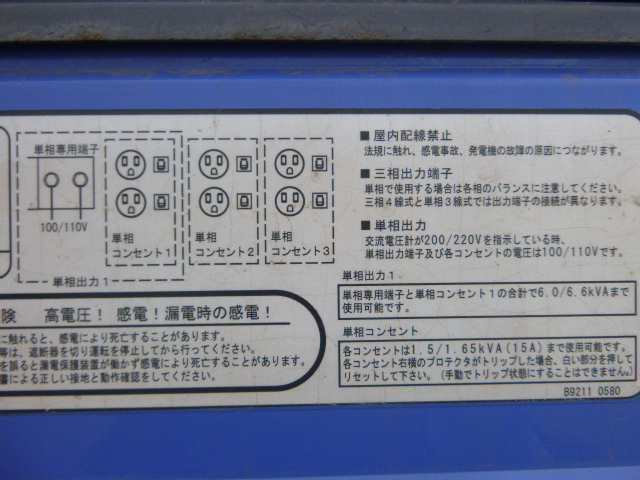 単相専用端子
100/110V
単相
コンセント1
単相
コンセント2
単相
コンセント3
単相出力1
険 高電圧! 感電!漏電時の感電!
に触れると、感電により死亡することがあります。
等は、遮断器を切り運転を停止してから行ってください。
を誤ると漏電保護装置が働かず感電により死亡することがあります。
書による正しい接地と動作確認をしてください。
■ 屋内配線禁止
法規に触れ、感電事故、発電機の故障の原因につながります。
■ 三相出力端子
単相で使用する場合は各相のバランスに注意してください。
三相4線式と単相3線式では出力端子の接続が異なります。
■ 単相出力
交流電圧計が200/220Vを指示している時、
単相出力端子及び各コンセントの電圧は100/110Vです。
単相出力1
単相専用端子と単相コンセント1の合計で6.0/6.6kVAまで
使用可能です。
単相コンセント
各コンセントは1.5/1.65kVA(15A)まで使用可能です。
各コンセント右横のプロテクタがトリップした場合、白い部分を押して
リセットして下さい。(手動でトリップ状態にすることはできません。)
B9211 0580